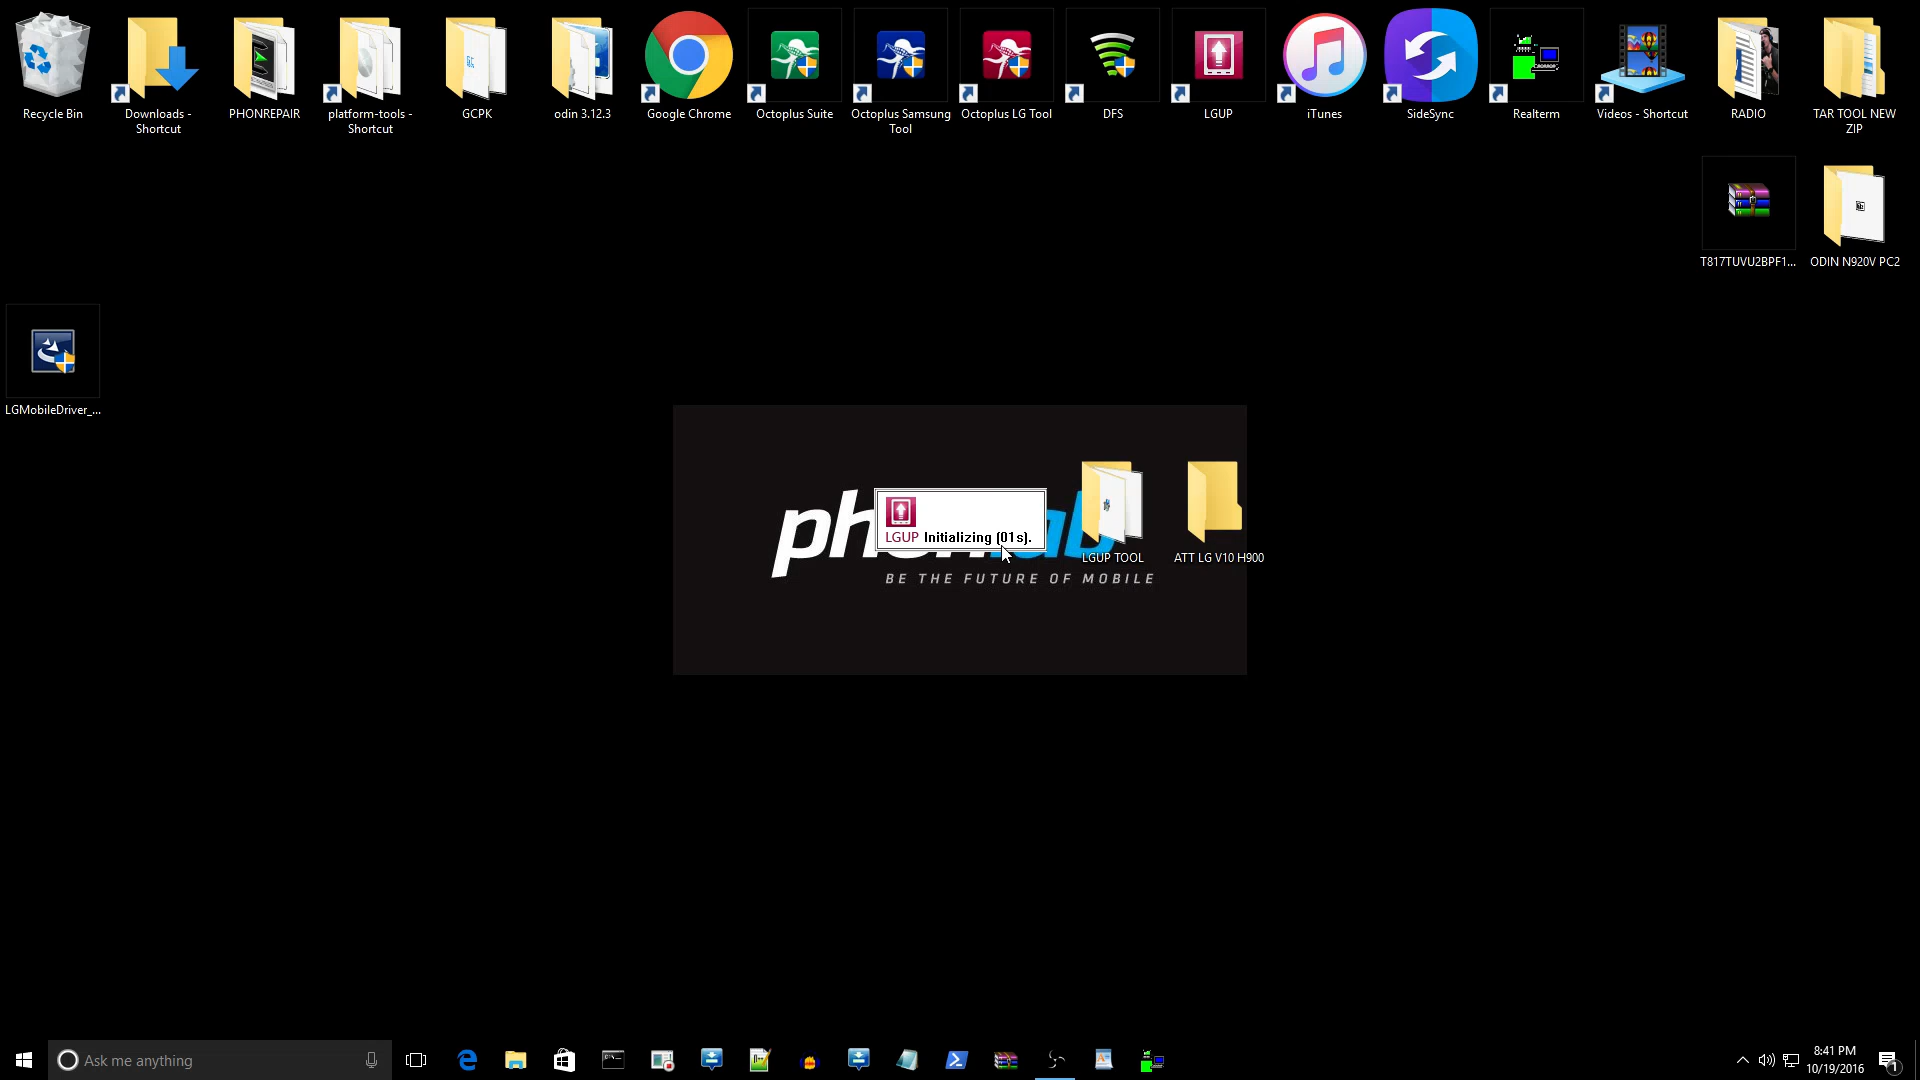 Recycle Bin
Downloads -
Shortcut
PHONREPAIR
platform-tools -
Shortcut
GCPK
odin 3.12.3
Google Chrome
Octoplus Suite
Octoplus Samsung
Tool
Octoplus LG Tool
DFS
LGUP
iTunes
SideSync
Realterm
Videos - Shortcut
RADIO
TAR TOOL NEW
ZIP
T817TUVU2BPF1...
ODIN N920V PC2
LGMobileDriver_...
LGUP Initializing (01s).
LGUP TOOL
ATT LG V10 H900
BE THE FUTURE OF MOBILE
Ask me anything
8:41 PM
10/19/2016
1